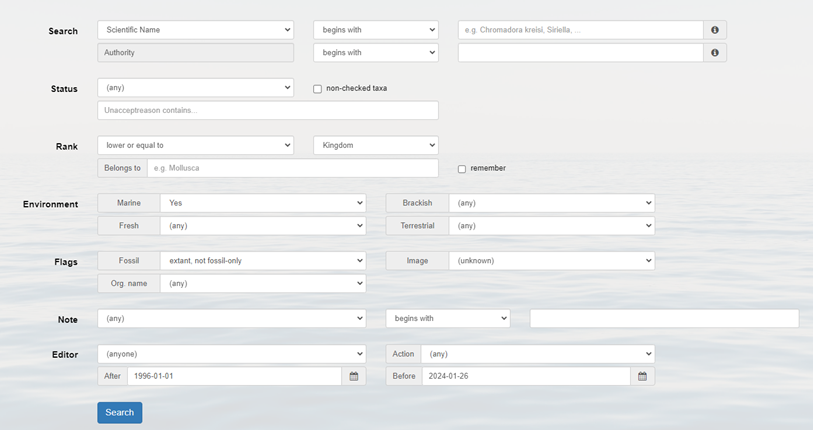 Search Scientific Name begins with e.g. Chromadora kreisi, Siriella, ...
Authority begins with
Status (any) non-checked taxa
Unacceptreason contains...
Rank lower or equal to Kingdom
Belongs to e.g. Mollusca remember
Environment Marine Yes Brackish (any)
Fresh (any) Terrestrial (any)
Flags Fossil extant, not fossil-only Image (unknown)
Org. name (any)
Note (any) begins with
Editor (anyone) Action (any)
After 1996-01-01 Before 2024-01-26
Search